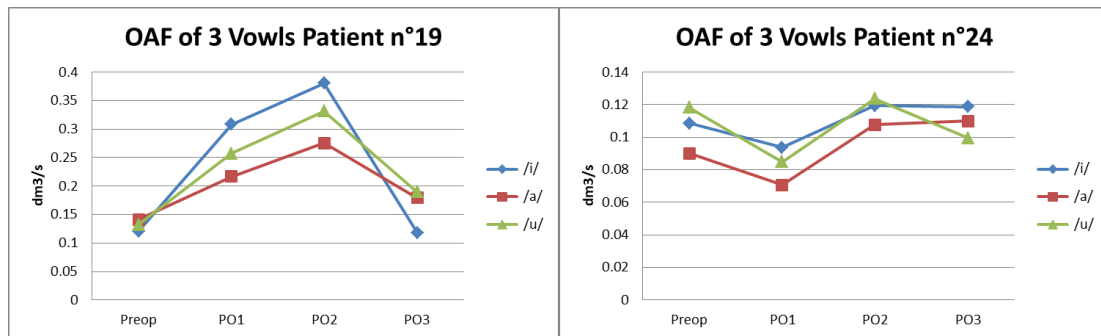 OAF of 3 Vowls Patient n°19
0.4
0.35
0.3
0.25
0.2
0.15
0.1
0.05
0
dm3/s
Preop PO1 PO2 PO3
/i/
/a/
/u/
OAF of 3 Vowls Patient n°24
0.14
0.12
0.1
0.08
0.06
0.04
0.02
0
dm3/s
Preop PO1 PO2 PO3
/i/
/a/
/u/